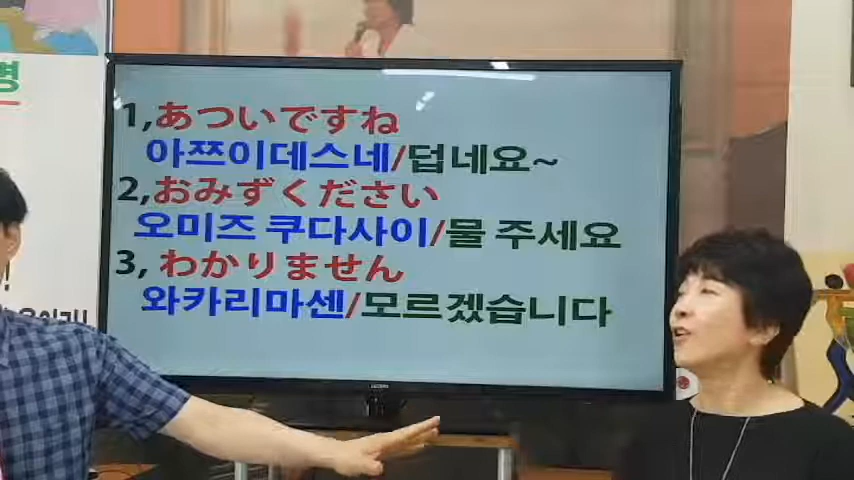 1,あついですね
아쯔이데스네/덥네요~
2,おみずください
오미즈 쿠다사이/물 주세요
3, わかりません
와카리마센/모르겠습니다